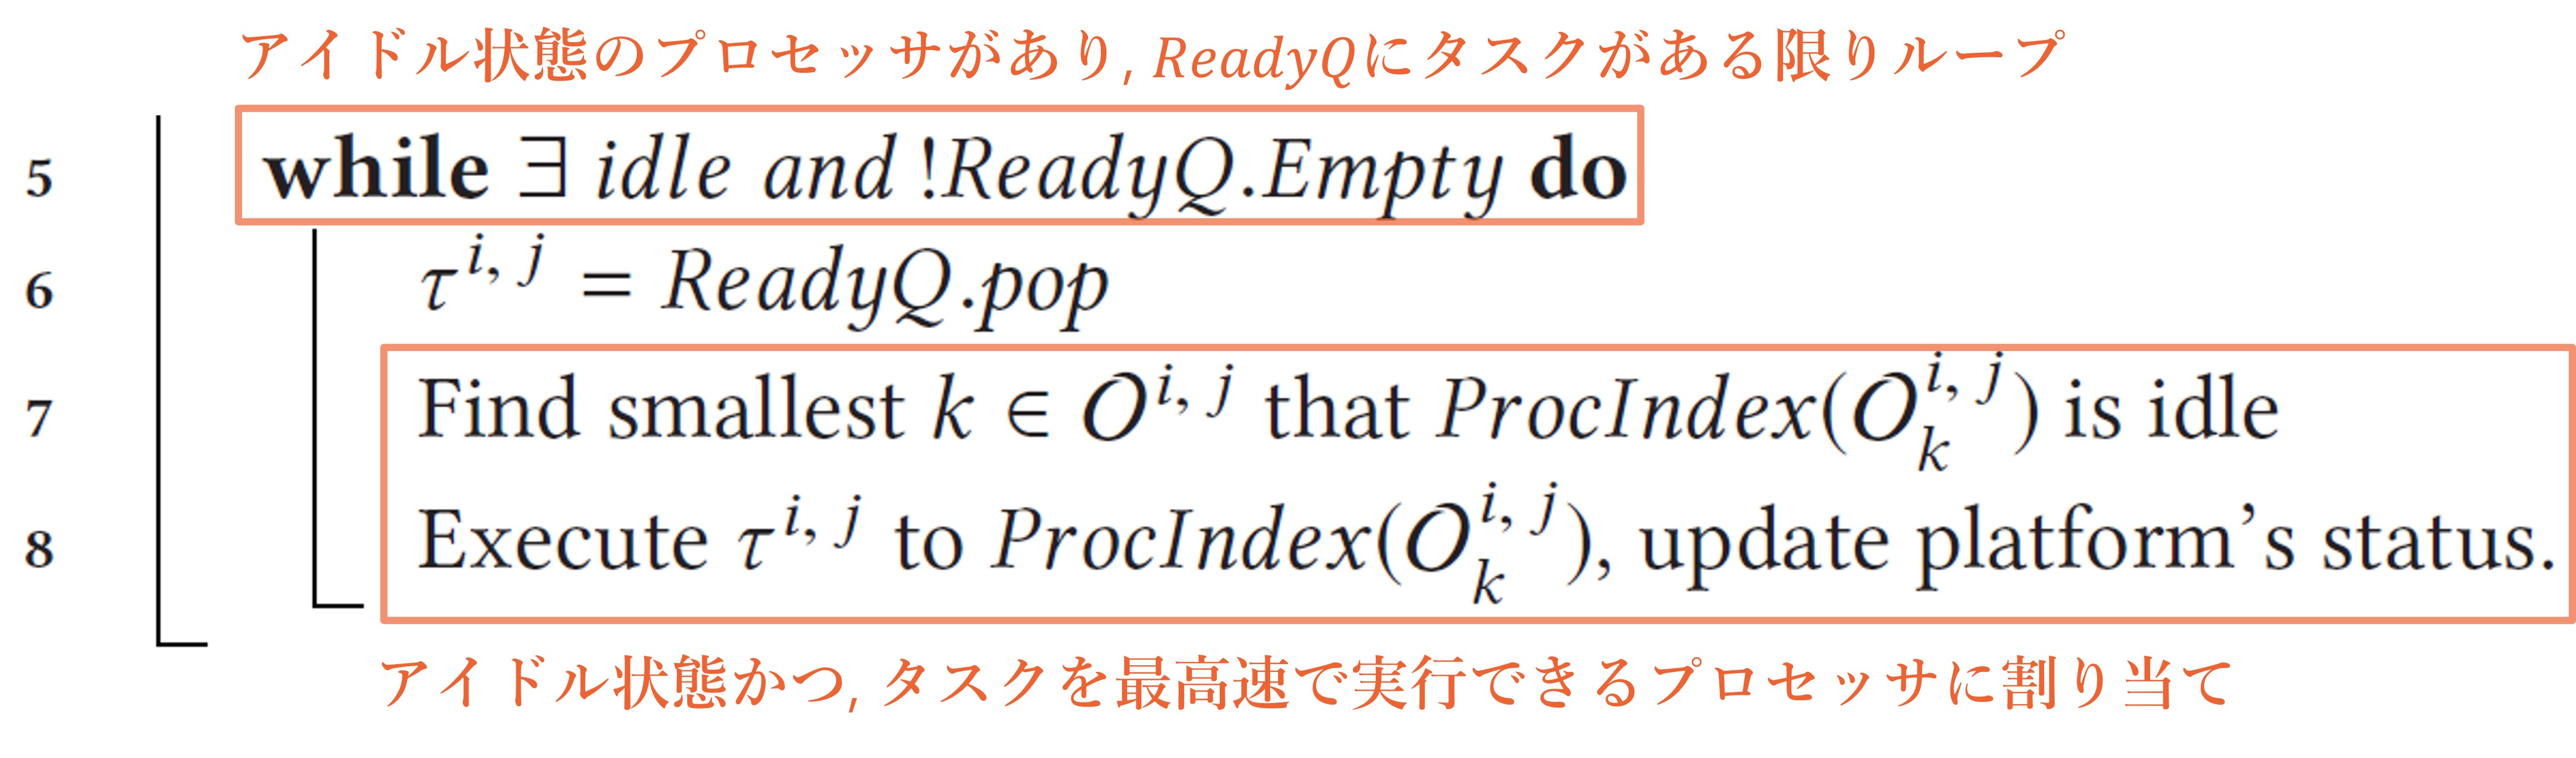 アイドル状態のプロセッサがあり, ReadyQにタスクがある限りループ
5 while ∃ idle and !ReadyQ.Empty do
6 τ^{i, j} = ReadyQ.pop
7 Find smallest k ∈ O^{i, j} that ProcIndex(O_k^{i, j}) is idle
8 Execute τ^{i, j} to ProcIndex(O_k^{i, j}), update platform’s status.
アイドル状態かつ, タスクを最高速で実行できるプロセッサに割り当て